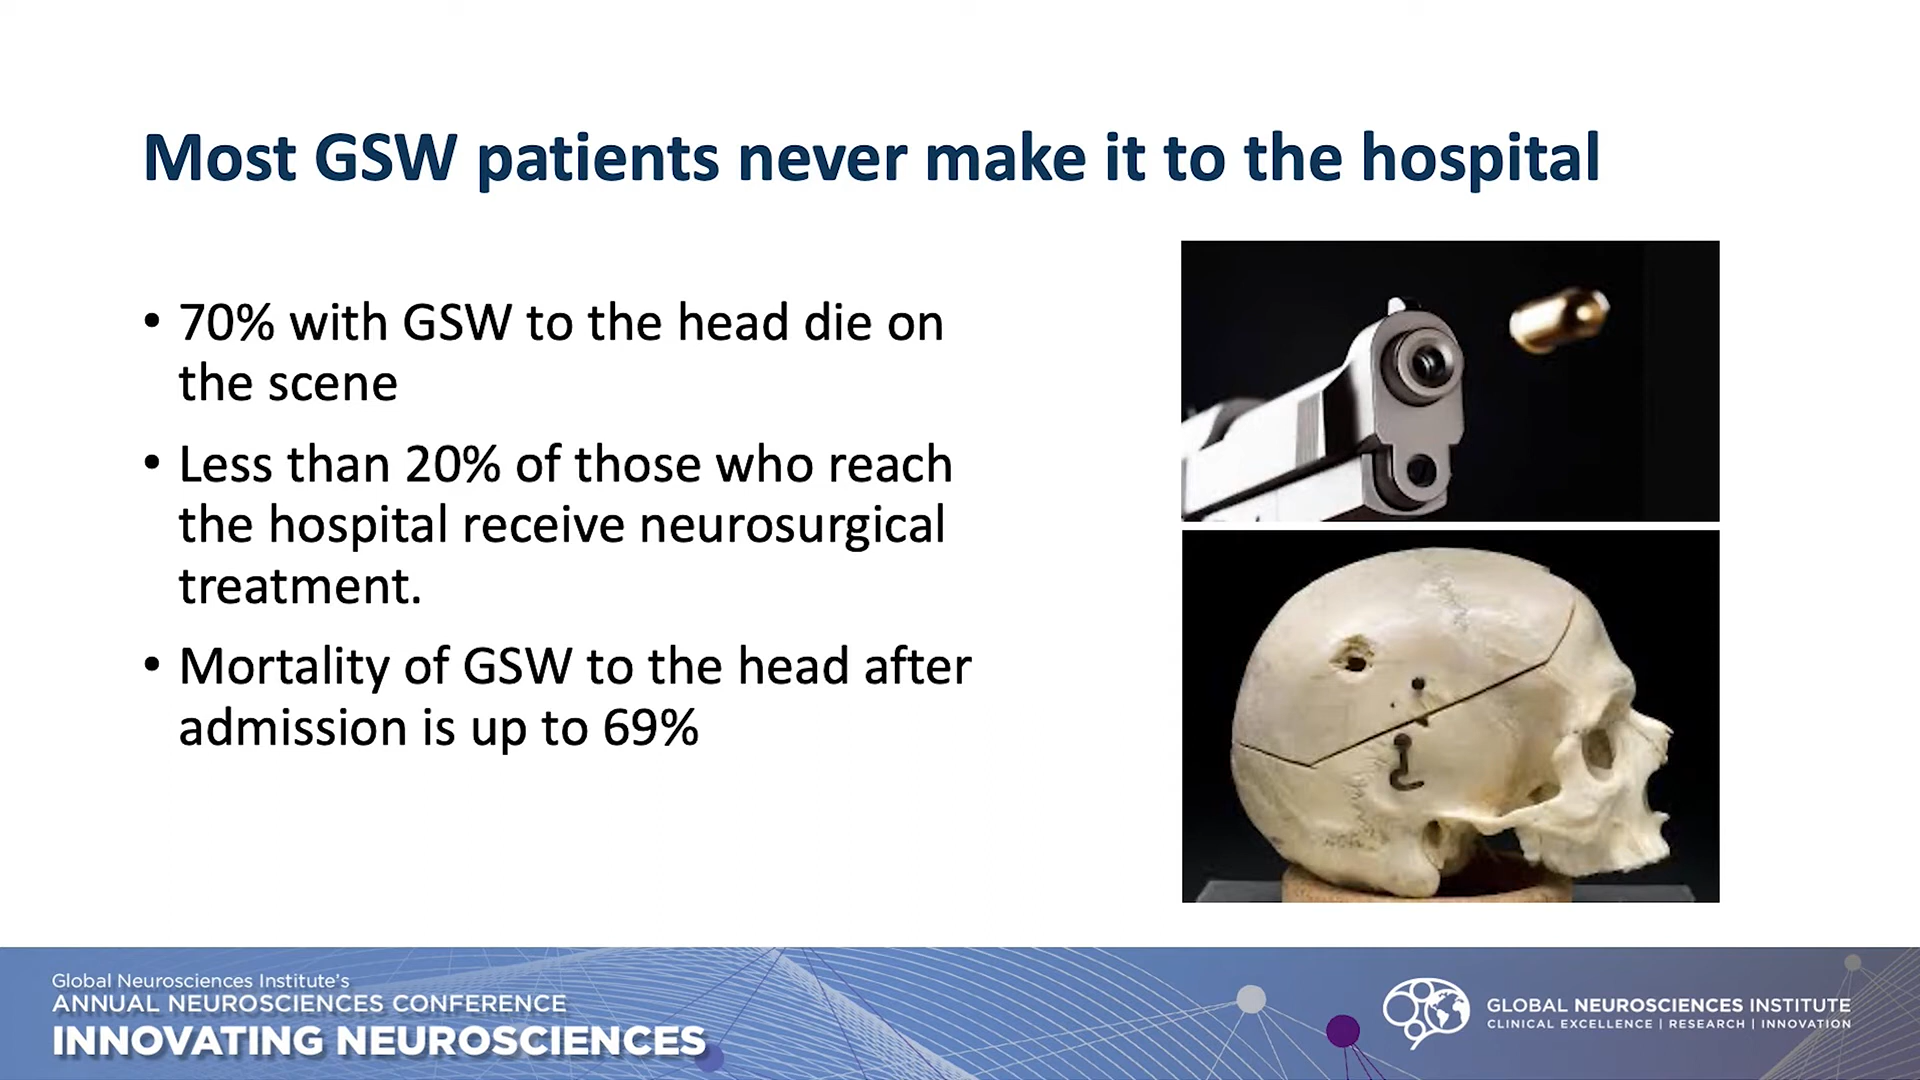 Most GSW patients never make it to the hospital
• 70% with GSW to the head die on
the scene
• Less than 20% of those who reach
the hospital receive neurosurgical
treatment.
• Mortality of GSW to the head after
admission is up to 69%
Global Neurosciences Institute's
ANNUAL NEUROSCIENCES CONFERENCE
INNOVATING NEUROSCIENCES
GLOBAL NEUROSCIENCES INSTITUTE
CLINICAL EXCELLENCE | RESEARCH | INNOVATION